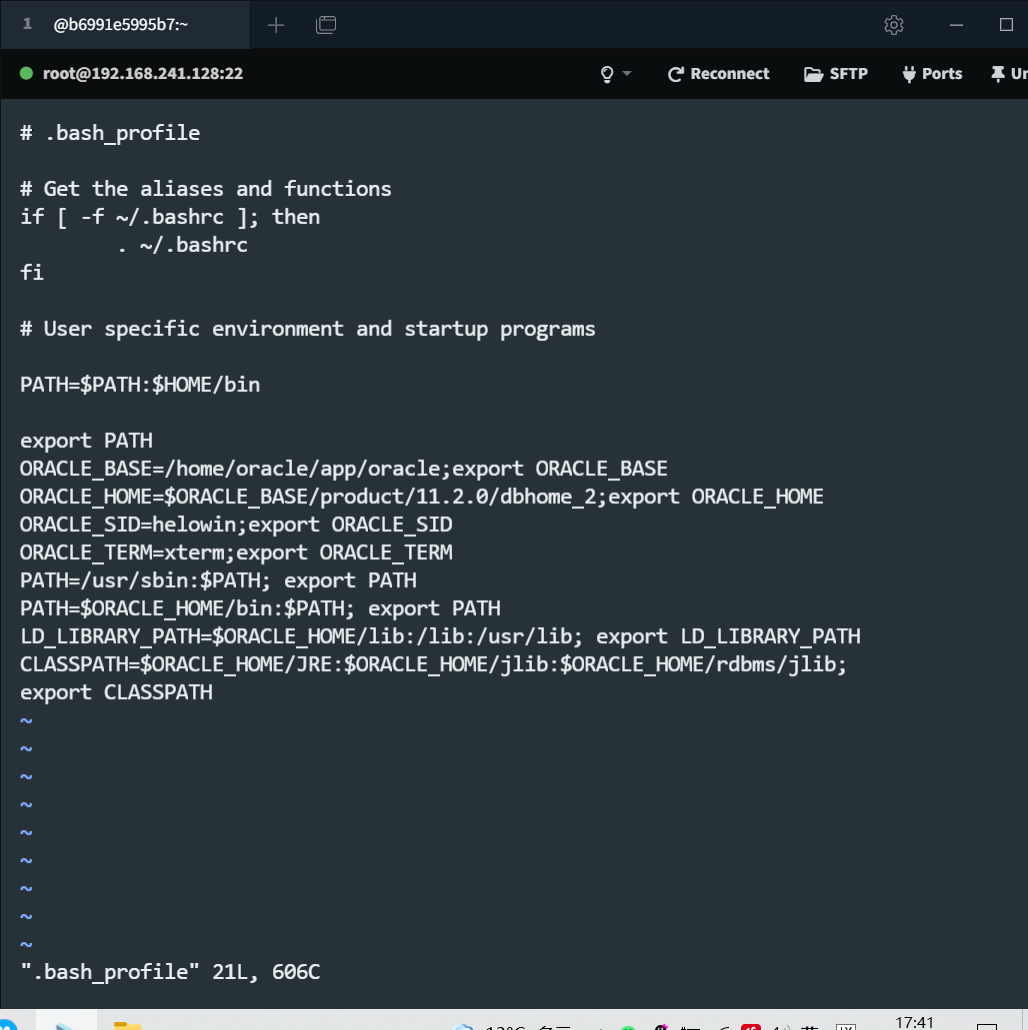 1 @b6991e5995b7:~
root@192.168.241.128:22 Reconnect SFTP Ports
# .bash_profile
# Get the aliases and functions
if [ -f ~/.bashrc ]; then
        . ~/.bashrc
fi
# User specific environment and startup programs
PATH=$PATH:$HOME/bin
export PATH
ORACLE_BASE=/home/oracle/app/oracle;export ORACLE_BASE
ORACLE_HOME=$ORACLE_BASE/product/11.2.0/dbhome_2;export ORACLE_HOME
ORACLE_SID=helowin;export ORACLE_SID
ORACLE_TERM=xterm;export ORACLE_TERM
PATH=/usr/sbin:$PATH; export PATH
PATH=$ORACLE_HOME/bin:$PATH; export PATH
LD_LIBRARY_PATH=$ORACLE_HOME/lib:/lib:/usr/lib; export LD_LIBRARY_PATH
CLASSPATH=$ORACLE_HOME/JRE:$ORACLE_HOME/jlib:$ORACLE_HOME/rdbms/jlib;
export CLASSPATH
~
~
~
~
~
~
~
~
~
".bash_profile" 21L, 606C
17:41